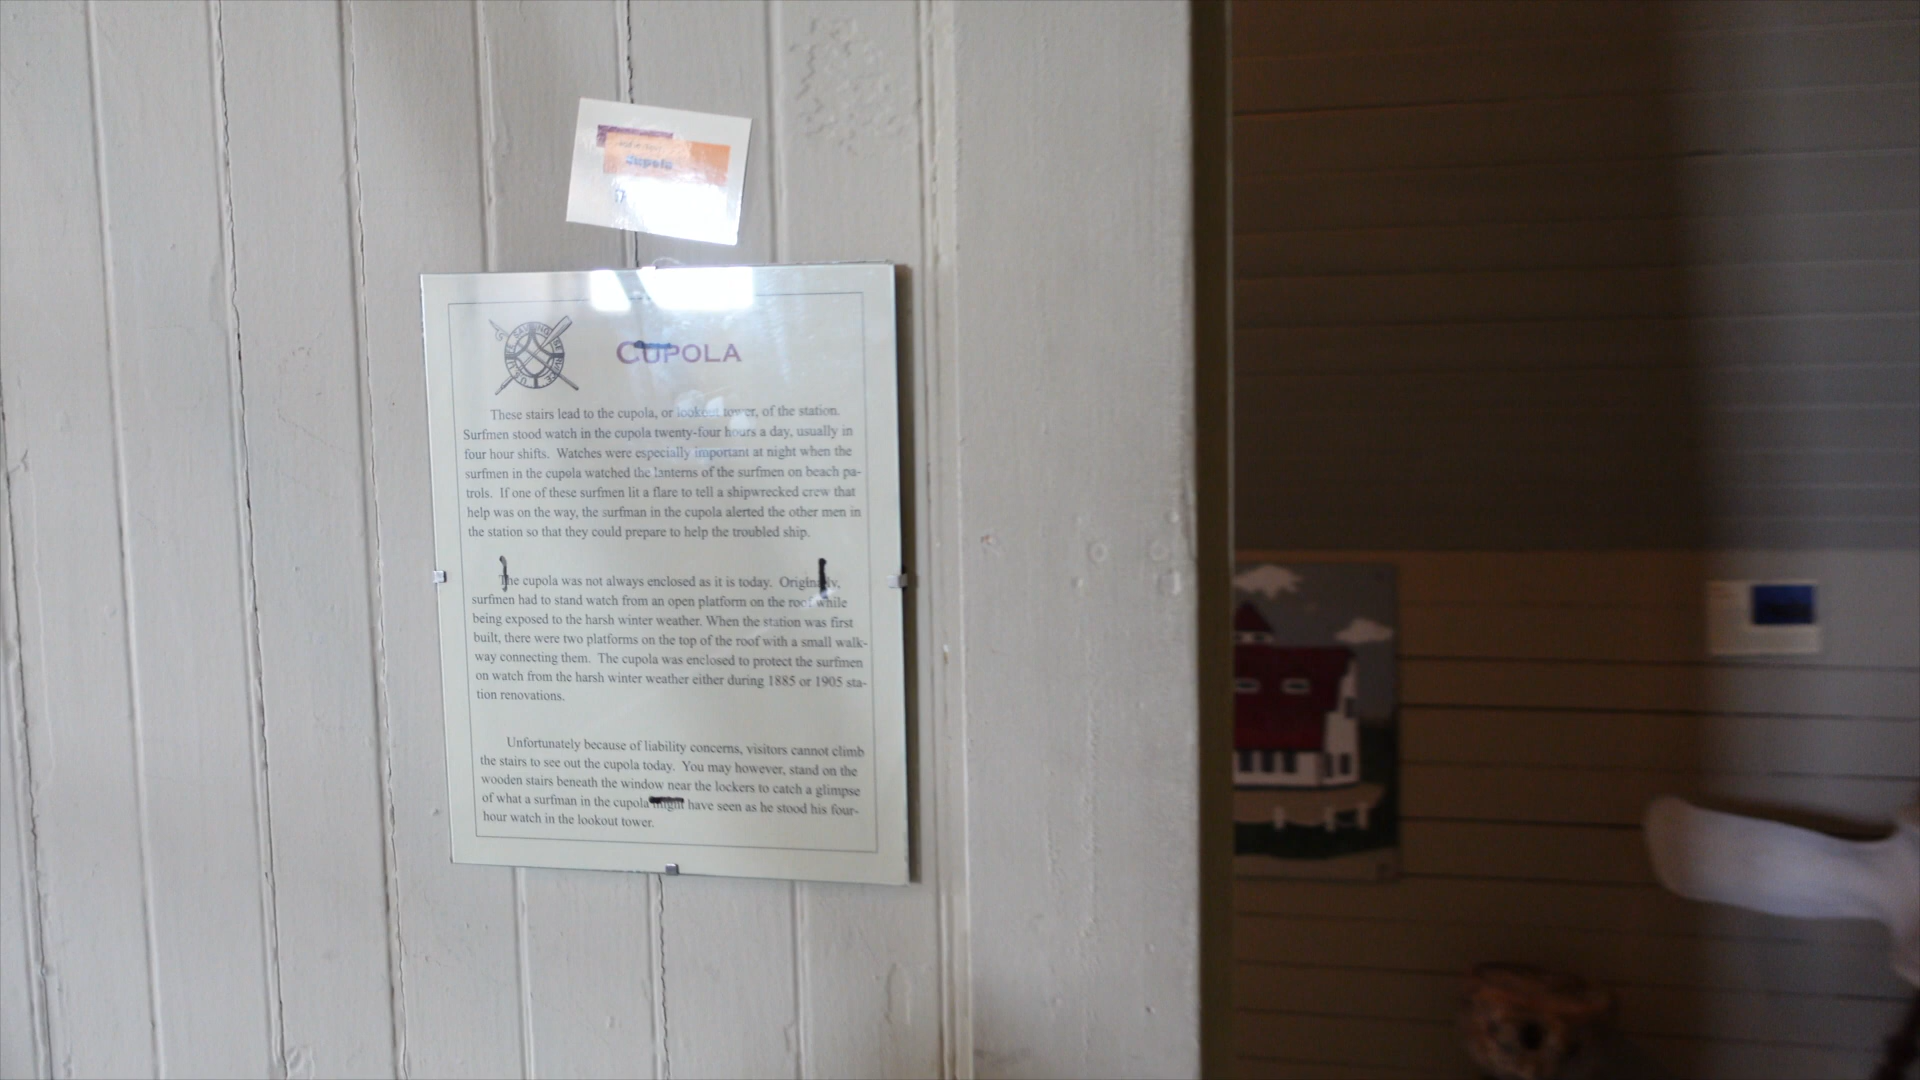 Cupola
17
U.S. LIFE SAVING SERVICE
CUPOLA
These stairs lead to the cupola, or lookout tower, of the station.
Surfmen stood watch in the cupola twenty-four hours a day, usually in
four hour shifts. Watches were especially important at night when the
surfmen in the cupola watched the lanterns of the surfmen on beach pa-
trols. If one of these surfmen lit a flare to tell a shipwrecked crew that
help was on the way, the surfman in the cupola alerted the other men in
the station so that they could prepare to help the troubled ship.
The cupola was not always enclosed as it is today. Originally,
surfmen had to stand watch from an open platform on the roof while
being exposed to the harsh winter weather. When the station was first
built, there were two platforms on the top of the roof with a small walk-
way connecting them. The cupola was enclosed to protect the surfmen
on watch from the harsh winter weather either during 1885 or 1905 sta-
tion renovations.
Unfortunately because of liability concerns, visitors cannot climb
the stairs to see out the cupola today. You may however, stand on the
wooden stairs beneath the window near the lockers to catch a glimpse
of what a surfman in the cupola might have seen as he stood his four-
hour watch in the lookout tower.